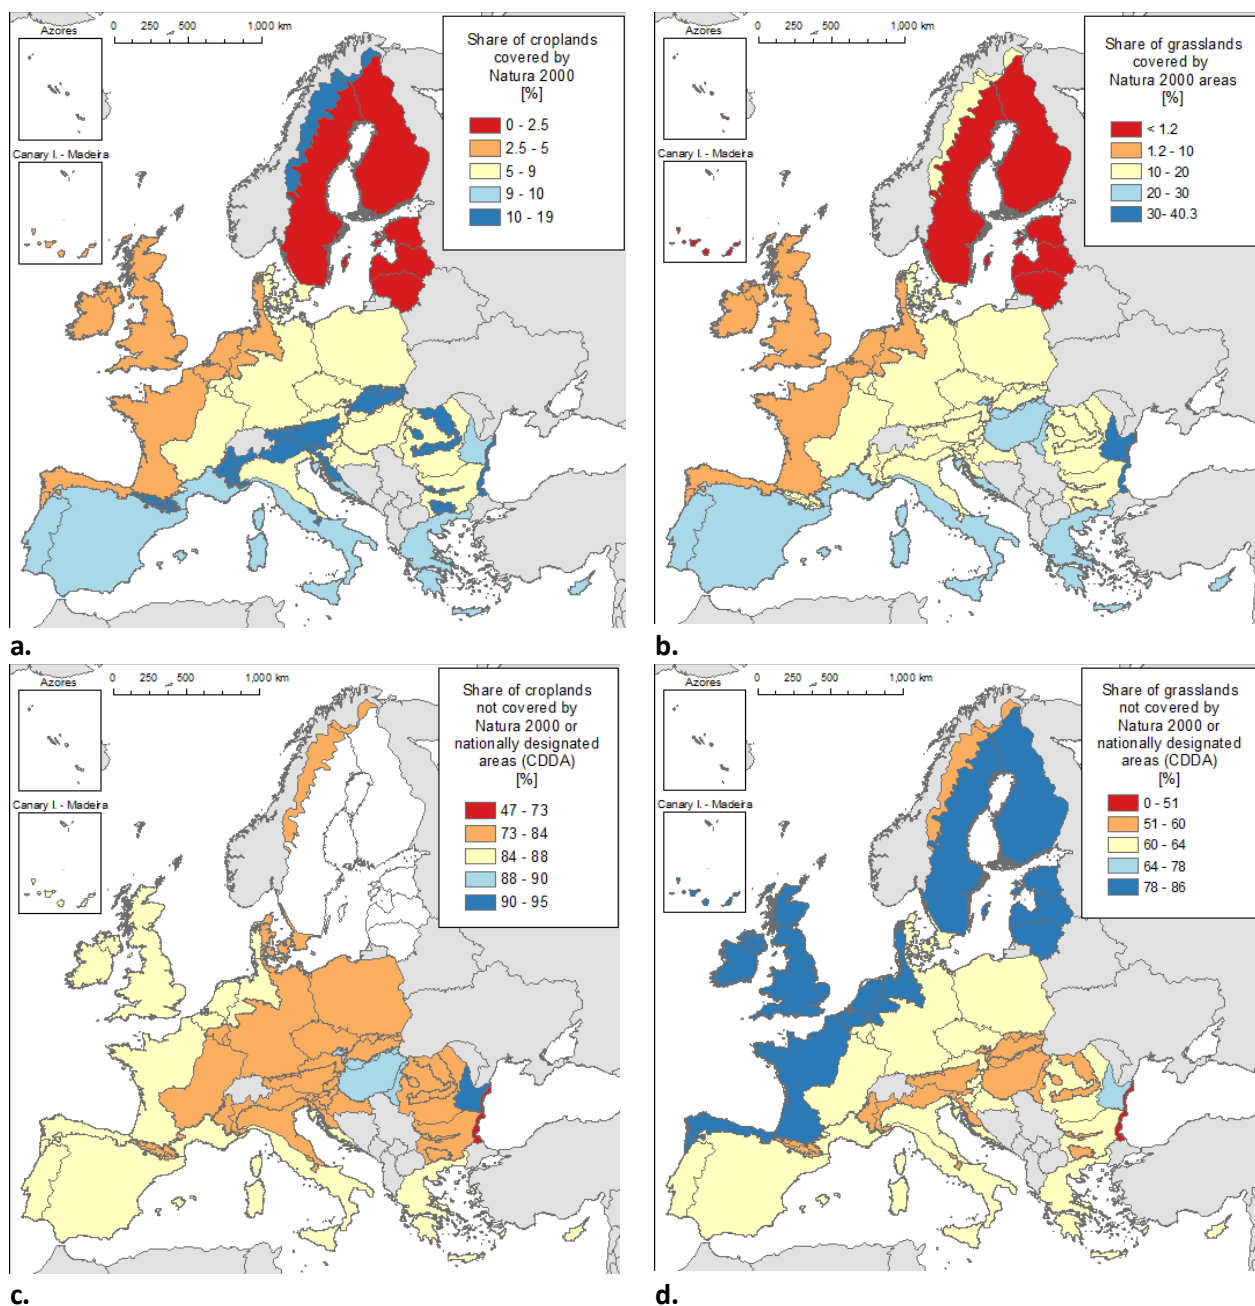 Azores
0 250 500 1,000 km
Canary I. - Madeira
Share of croplands
covered by
Natura 2000
[%]
0 - 2.5
2.5 - 5
5 - 9
9 - 10
10 - 19
a.
Azores
0 250 500 1,000 km
Canary I. - Madeira
Share of grasslands
covered by
Natura 2000 areas
[%]
< 1.2
1.2 - 10
10 - 20
20 - 30
30- 40.3
b.
Azores
0 250 500 1,000 km
Canary I. - Madeira
Share of croplands
not covered by
Natura 2000 or
nationally designated
areas (CDDA)
[%]
47 - 73
73 - 84
84 - 88
88 - 90
90 - 95
c.
Azores
0 250 500 1,000 km
Canary I. - Madeira
Share of grasslands
not covered by
Natura 2000 or
nationally designated
areas (CDDA)
[%]
0 - 51
51 - 60
60 - 64
64 - 78
78 - 86
d.